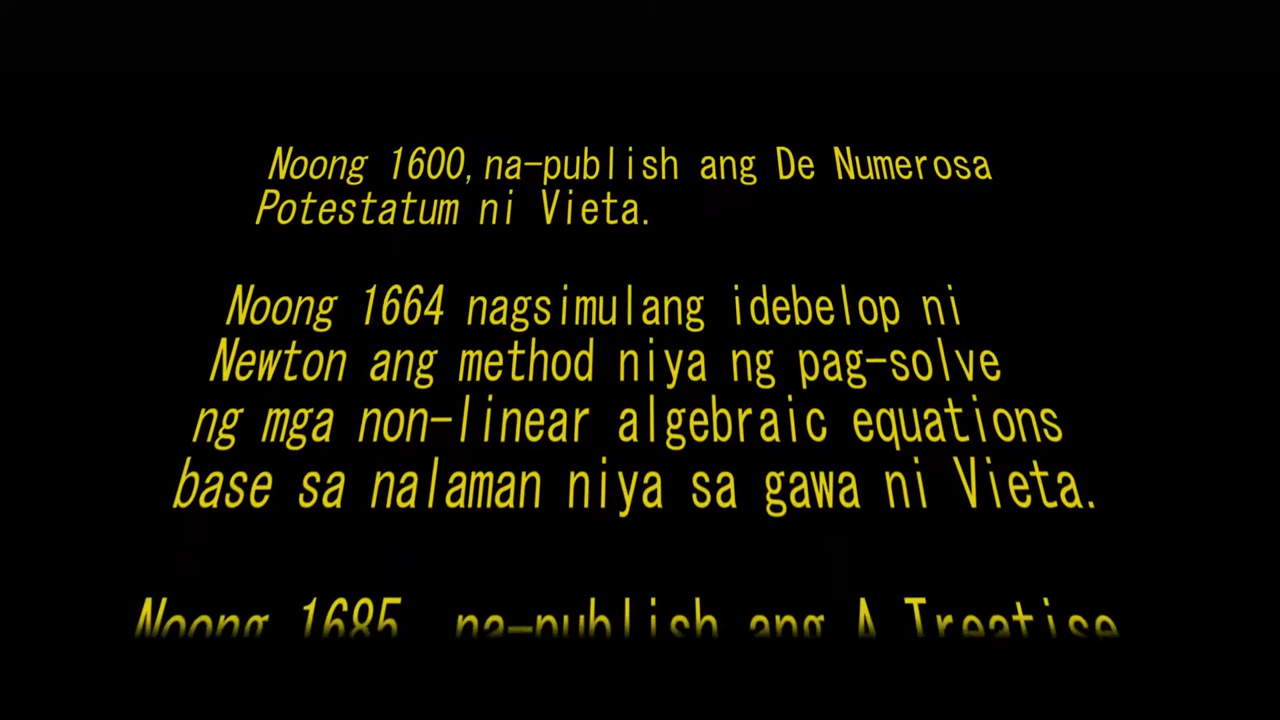 Noong 1600, na-publish ang De Numerosa
Potestatum ni Vieta.
Noong 1664 nagsimulang idebelop ni
Newton ang method niya ng pag-solve
ng mga non-linear algebraic equations
base sa nalaman niya sa gawa ni Vieta.
Noong 1685, na-publish ang A Treatise